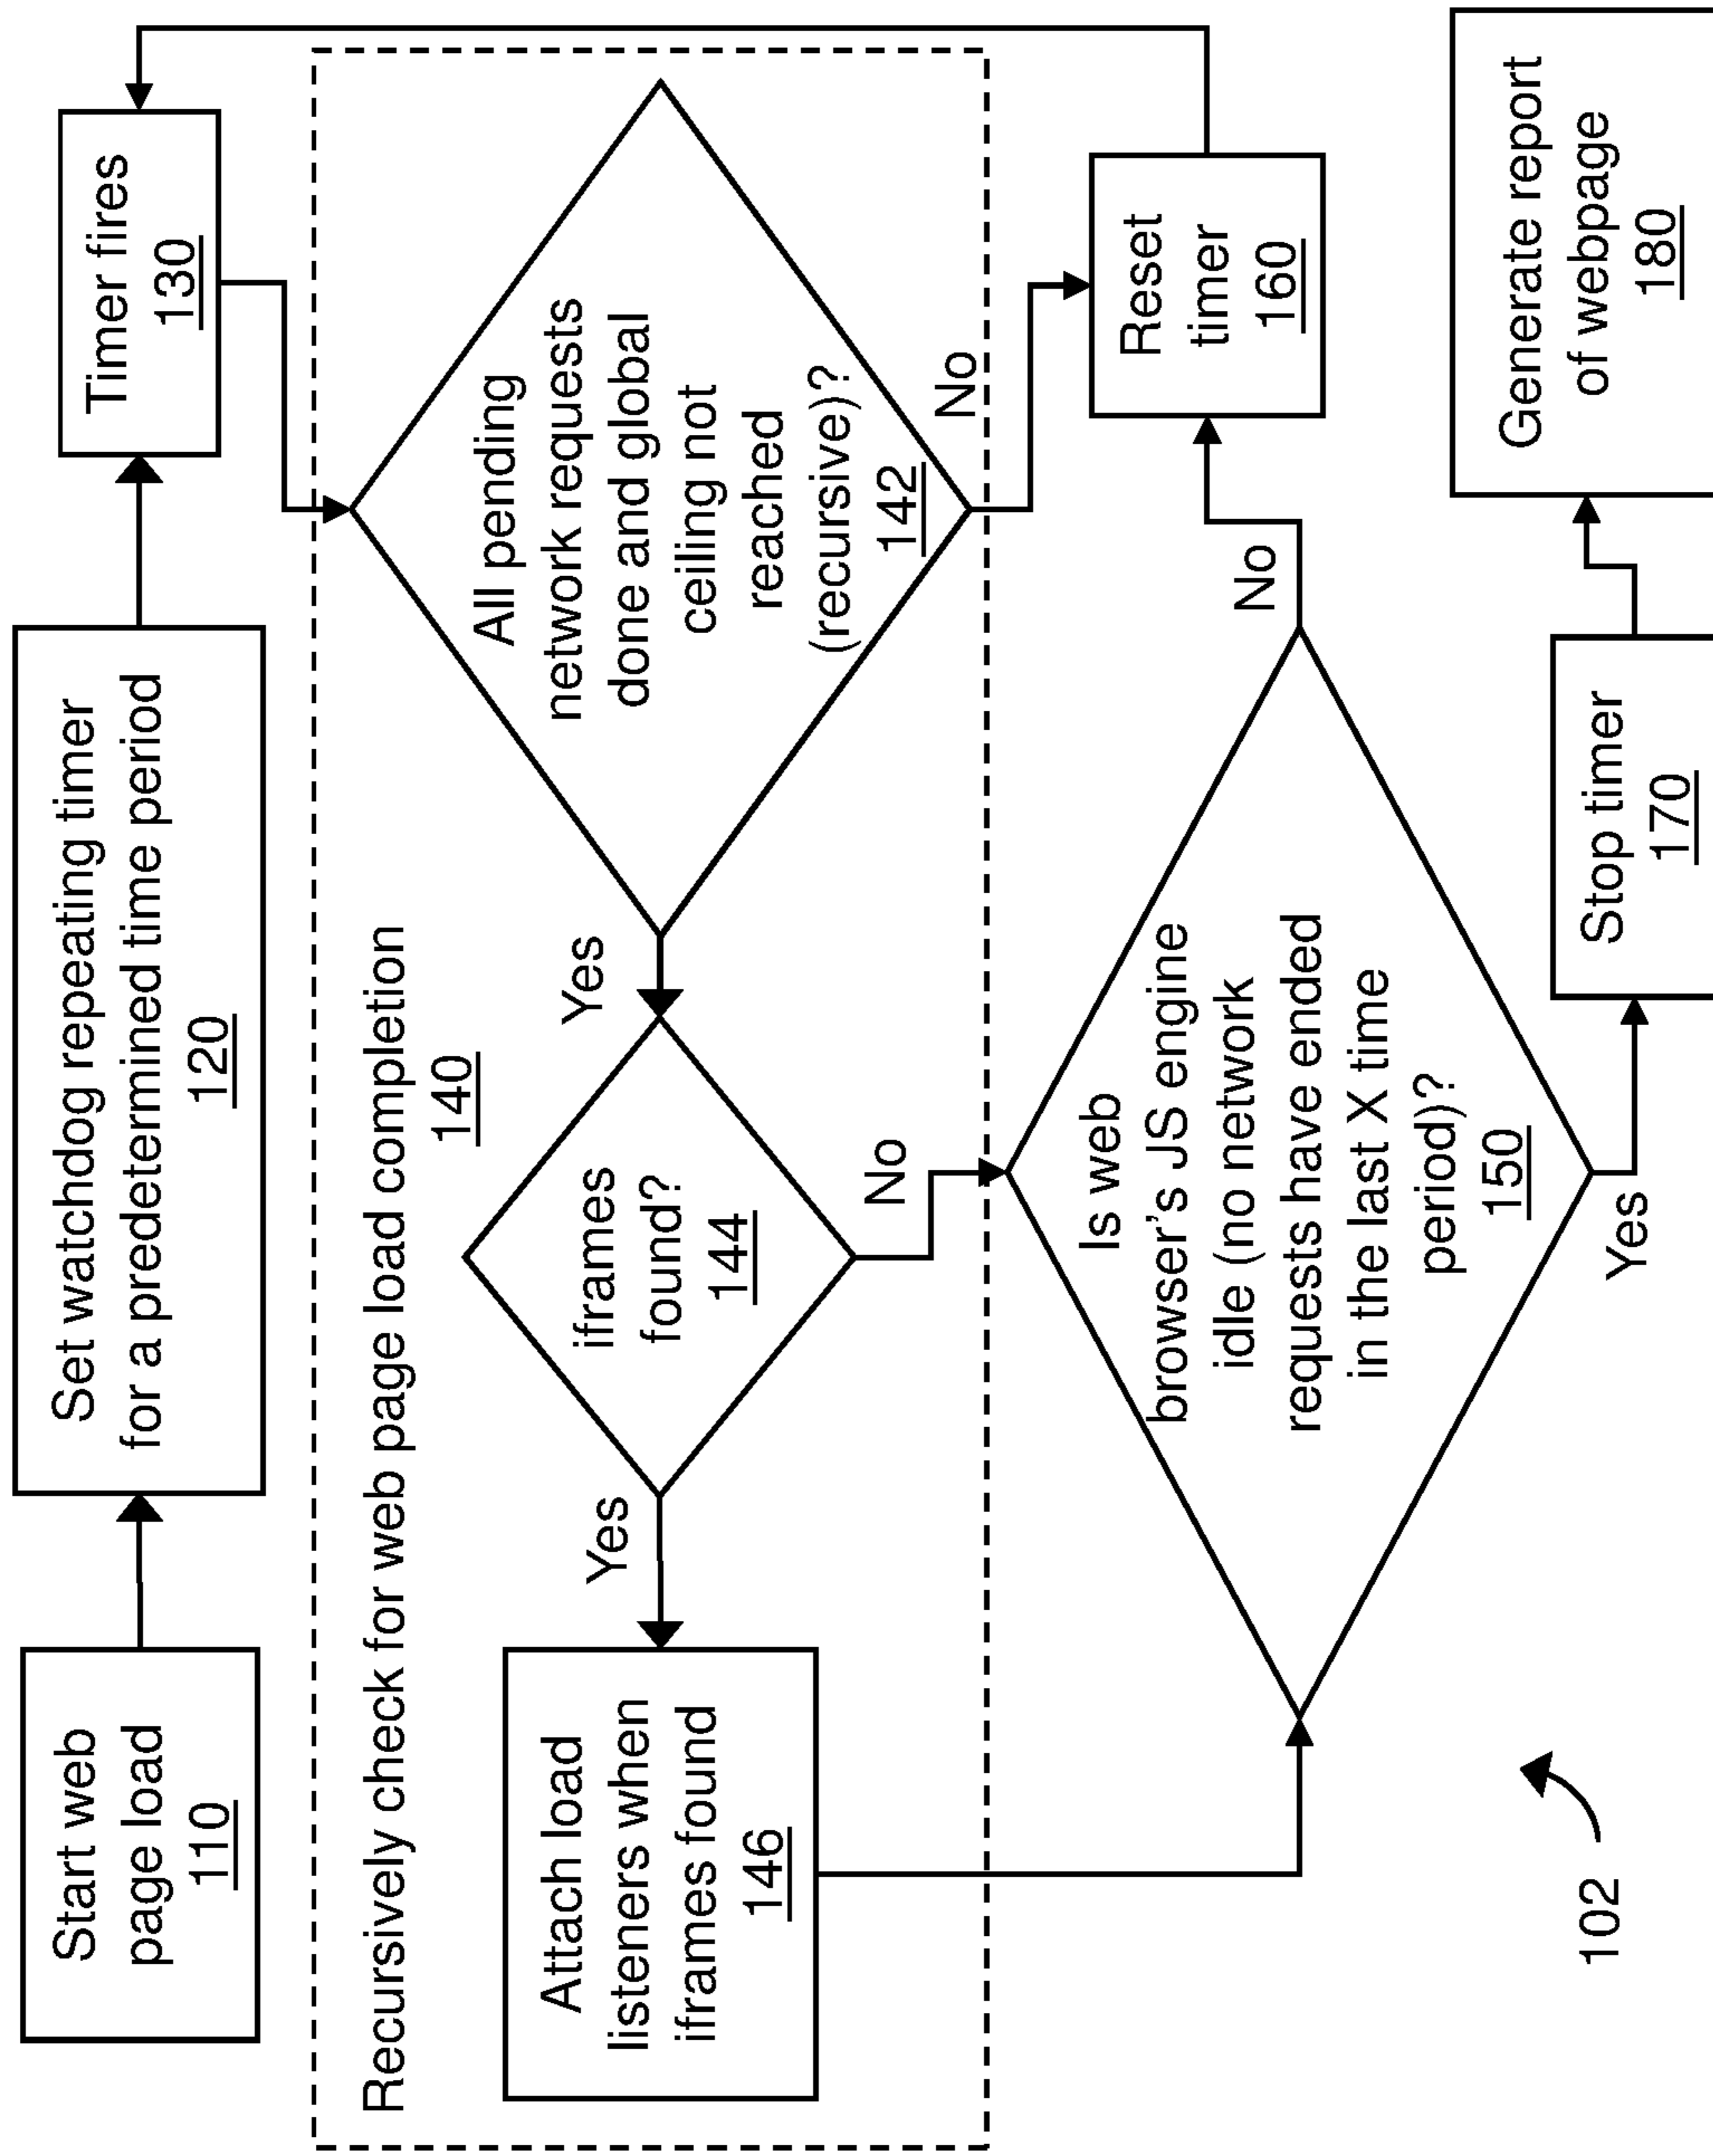 Start web
page load
110
Set watchdog repeating timer
for a predetermined time period
120
Timer fires
130
Recursively check for web page load completion
140
All pending
network requests
done and global
ceiling not
reached
(recursive)?
142
Yes
No
iframes
found?
144
Yes
No
Attach load
listeners when
iframes found
146
Is web
browser's JS engine
idle (no network
requests have ended
in the last X time
period)?
150
No
Yes
Reset
timer
160
Stop timer
170
Generate report
of webpage
180
102